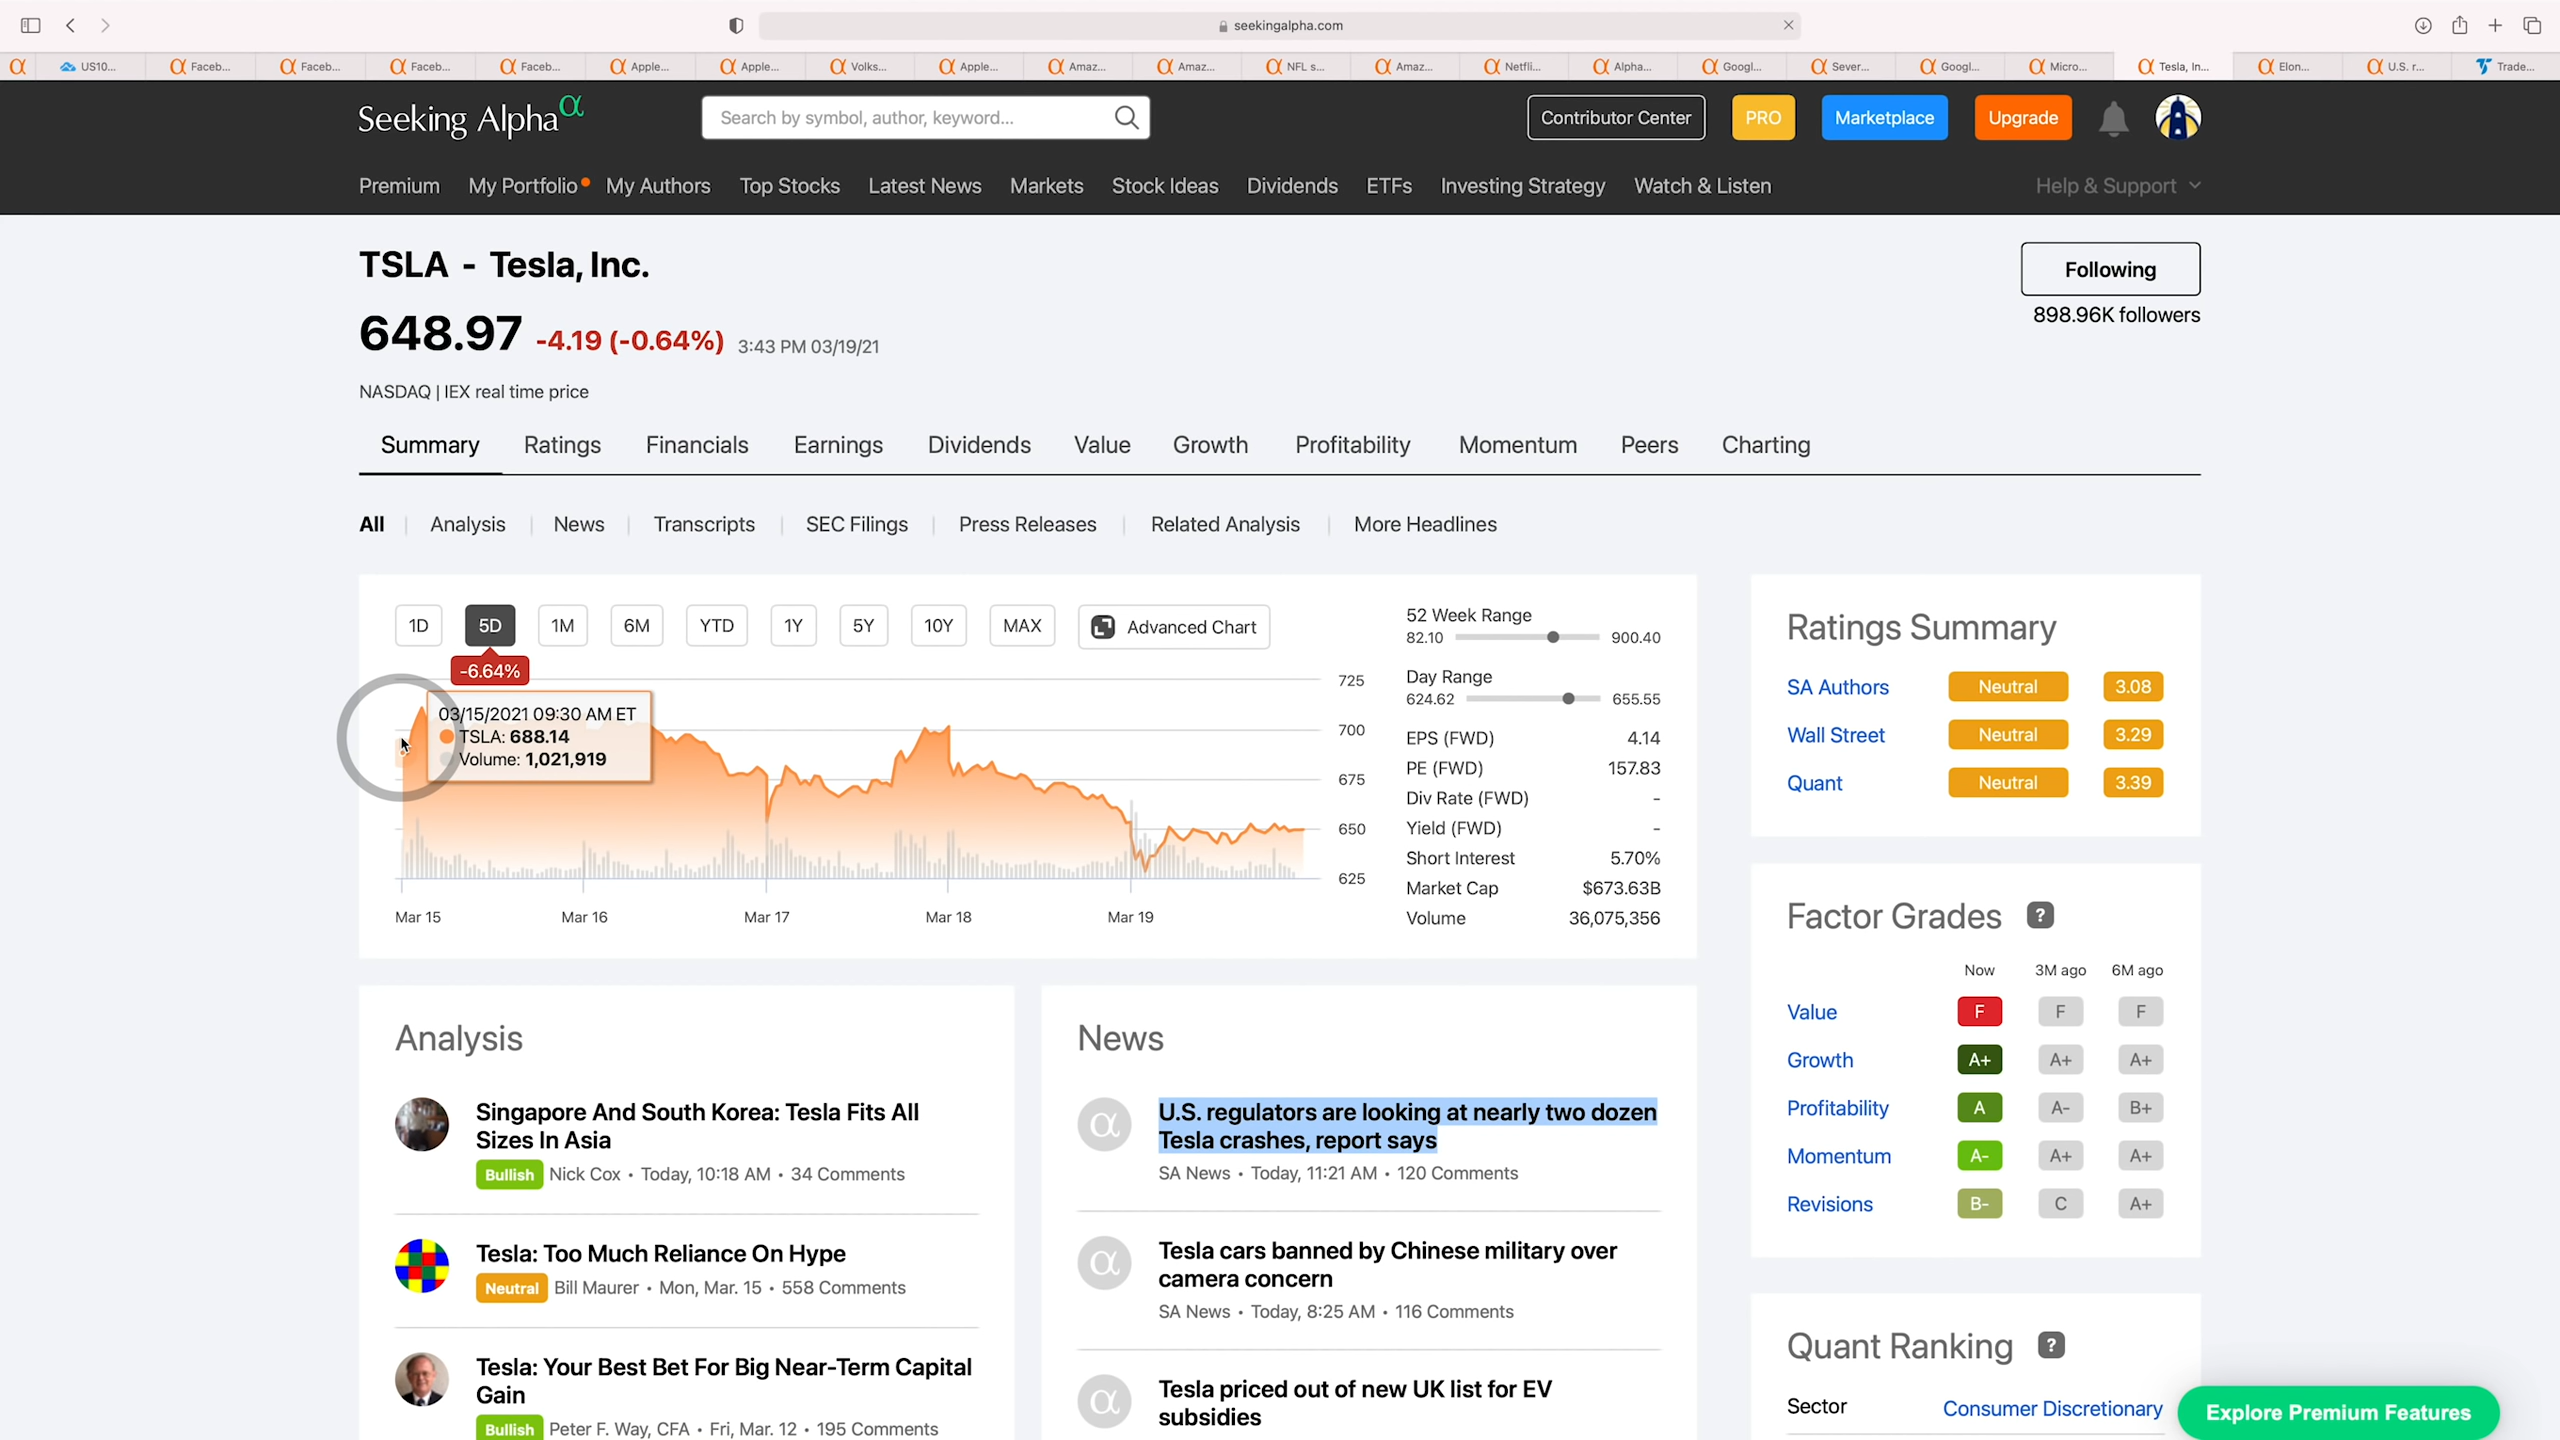 seekingalpha.com
US10...
Faceb...
Faceb...
Faceb...
Faceb...
Apple...
Apple...
Volks...
Apple...
Amaz...
Amaz...
NFL s...
Amaz...
Netfli...
Alpha...
Googl...
Sever...
Googl...
Micro...
Tesla, In...
Elon...
U.S. r...
Trade...
Seeking Alpha α
Search by symbol, author, keyword...
Contributor Center
PRO
Marketplace
Upgrade
Premium
My Portfolio
My Authors
Top Stocks
Latest News
Markets
Stock Ideas
Dividends
ETFs
Investing Strategy
Watch & Listen
Help & Support
TSLA - Tesla, Inc.
Following
898.96K followers
648.97 -4.19 (-0.64%) 3:43 PM 03/19/21
NASDAQ | IEX real time price
Summary
Ratings
Financials
Earnings
Dividends
Value
Growth
Profitability
Momentum
Peers
Charting
All
Analysis
News
Transcripts
SEC Filings
Press Releases
Related Analysis
More Headlines
1D
5D
1M
6M
YTD
1Y
5Y
10Y
MAX
Advanced Chart
-6.64%
03/15/2021 09:30 AM ET
TSLA: 688.14
Volume: 1,021,919
725
700
675
650
625
Mar 15
Mar 16
Mar 17
Mar 18
Mar 19
52 Week Range
82.10 900.40
Day Range
624.62 655.55
EPS (FWD) 4.14
PE (FWD) 157.83
Div Rate (FWD) -
Yield (FWD) -
Short Interest 5.70%
Market Cap $673.63B
Volume 36,075,356
Ratings Summary
SA Authors Neutral 3.08
Wall Street Neutral 3.29
Quant Neutral 3.39
Factor Grades ?
Now 3M ago 6M ago
Value F F F
Growth A+ A+ A+
Profitability A A- B+
Momentum A- A+ A+
Revisions B- C A+
Quant Ranking ?
Sector Consumer Discretionary
Explore Premium Features
Analysis
Singapore And South Korea: Tesla Fits All
Sizes In Asia
Bullish Nick Cox • Today, 10:18 AM • 34 Comments
Tesla: Too Much Reliance On Hype
Neutral Bill Maurer • Mon, Mar. 15 • 558 Comments
Tesla: Your Best Bet For Big Near-Term Capital
Gain
Bullish Peter F. Way, CFA • Fri, Mar. 12 • 195 Comments
News
U.S. regulators are looking at nearly two dozen
Tesla crashes, report says
SA News • Today, 11:21 AM • 120 Comments
Tesla cars banned by Chinese military over
camera concern
SA News • Today, 8:25 AM • 116 Comments
Tesla priced out of new UK list for EV
subsidies